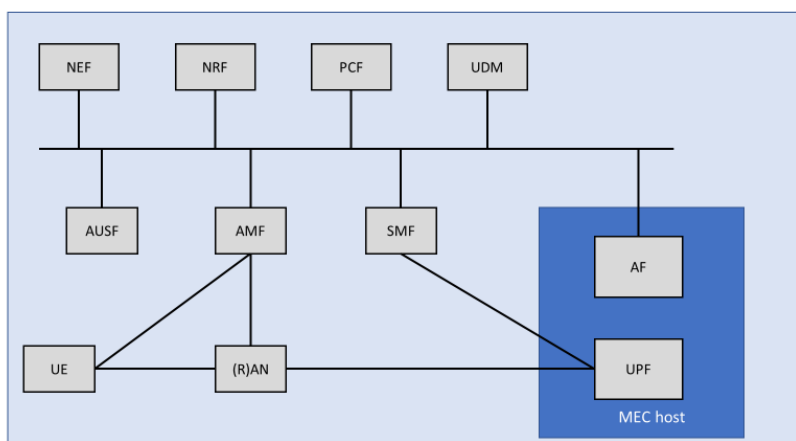 NEF
NRF
PCF
UDM
AUSF
AMF
SMF
AF
UE
(R)AN
UPF
MEC host